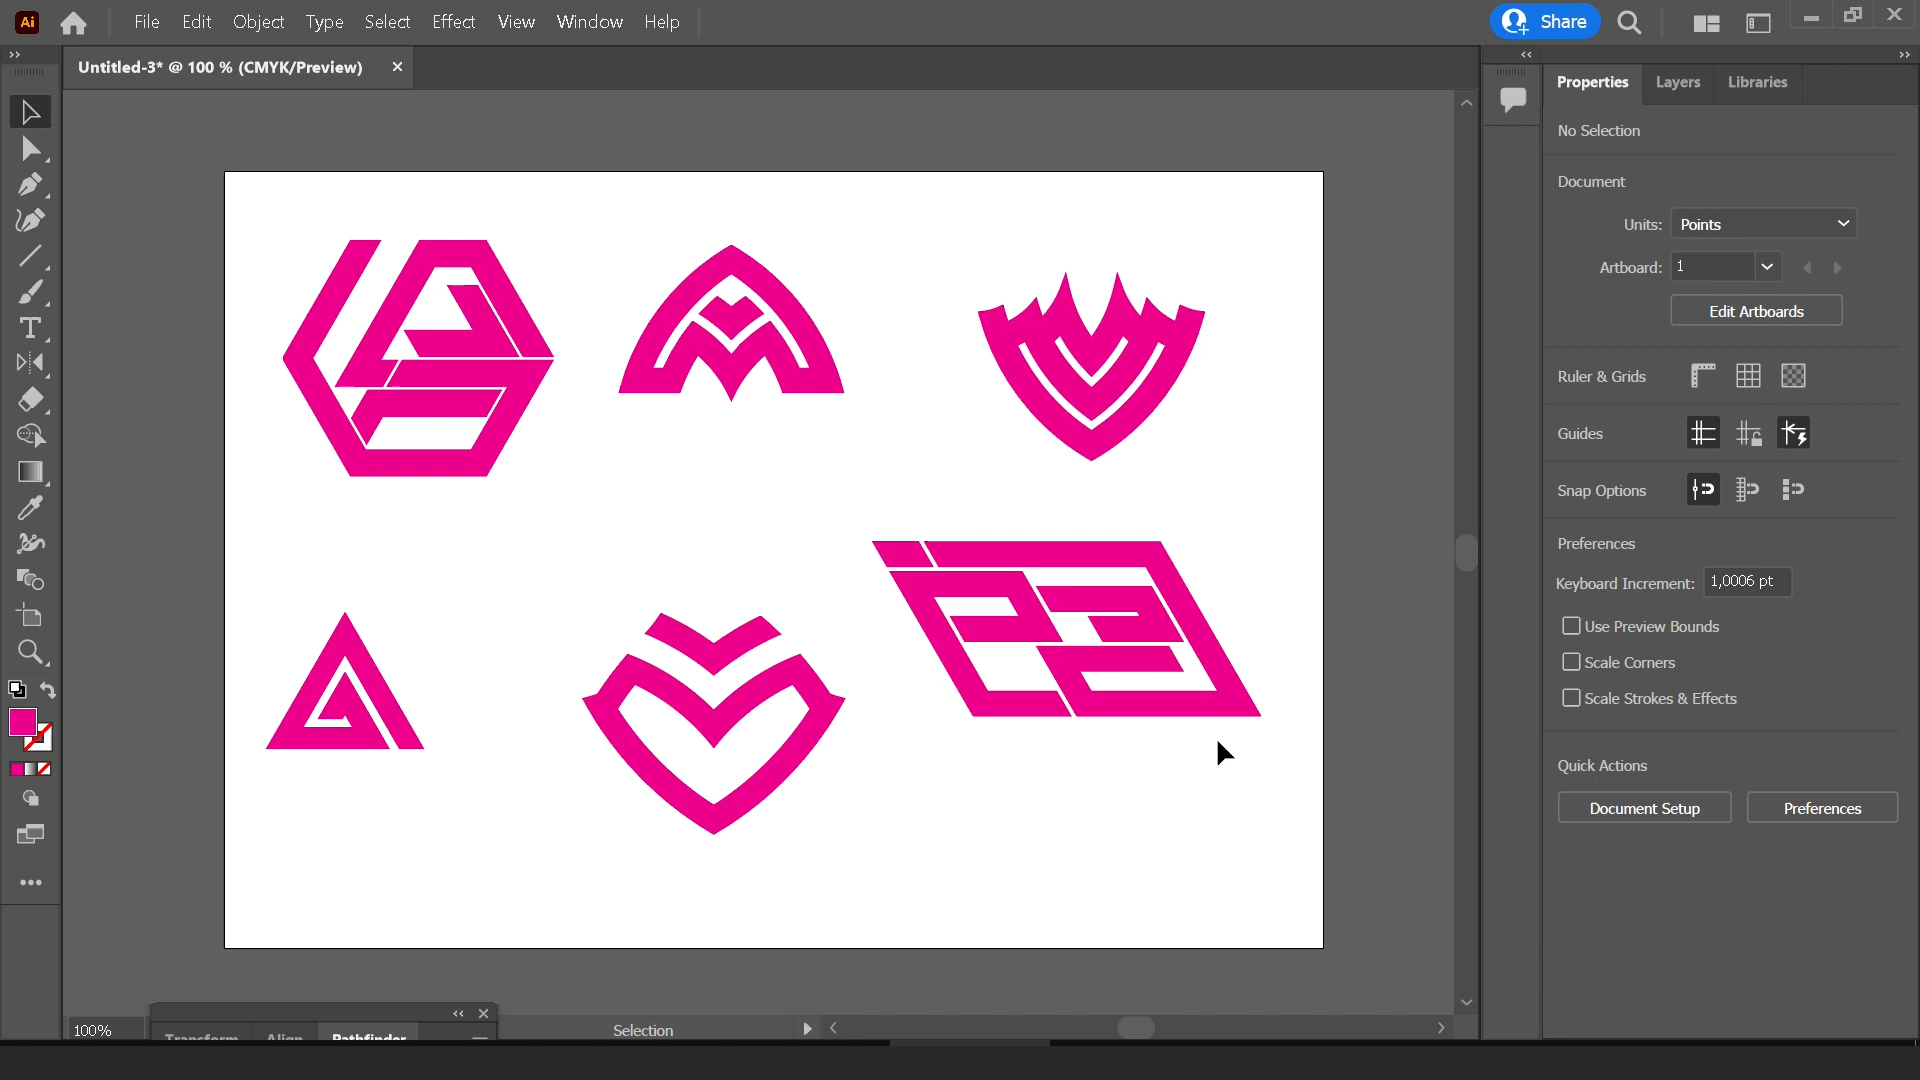 Ai File Edit Object Type Select Effect View Window Help Share
Untitled-3* @ 100 % (CMYK/Preview)
Properties Layers Libraries
No Selection
Document
Units: Points
Artboard: 1
Edit Artboards
Ruler & Grids
Guides
Snap Options
Preferences
Keyboard Increment: 1,0006 pt
Use Preview Bounds
Scale Corners
Scale Strokes & Effects
Quick Actions
Document Setup Preferences
100% Selection
Transform Align Pathfinder